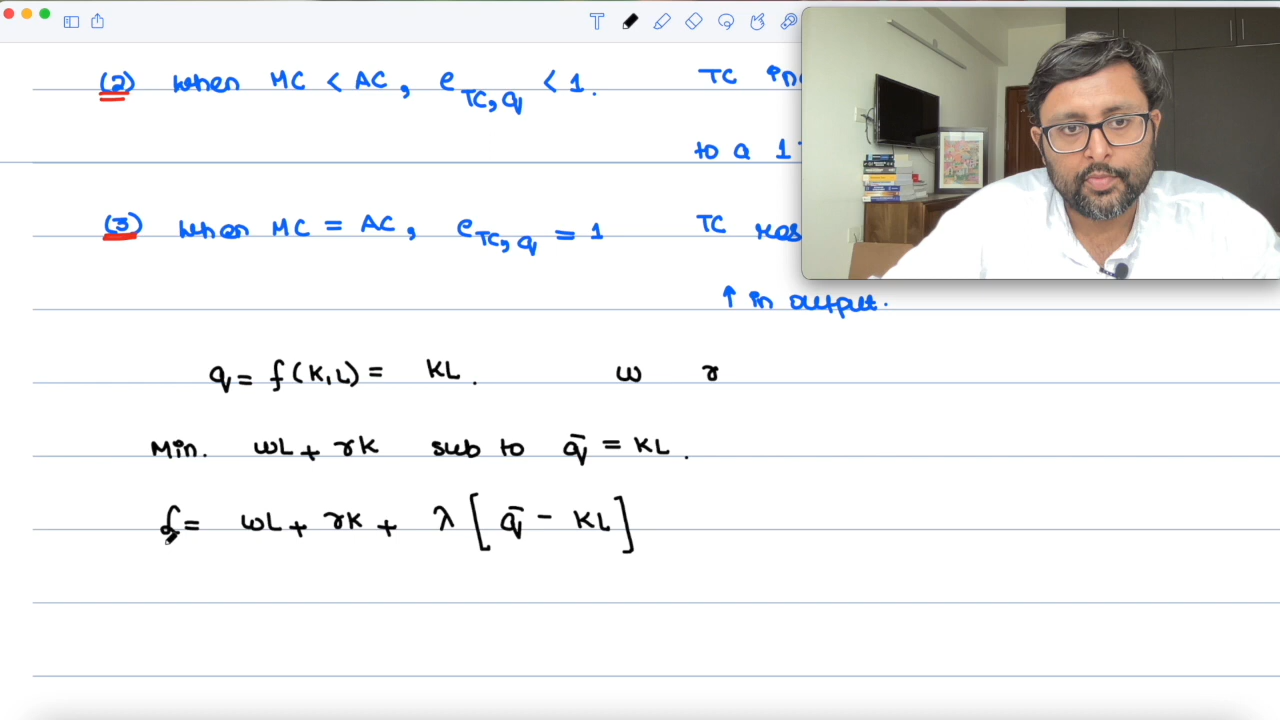 (2) when MC < AC, e_TC,q < 1. TC
to a 1
(3) when MC = AC, e_TC,q = 1 TC
↑ in output.
q = f(K,L) = KL. w r
Min. wL + rK sub to q̄ = KL.
ℒ = wL + rK + λ[q̄ - KL]